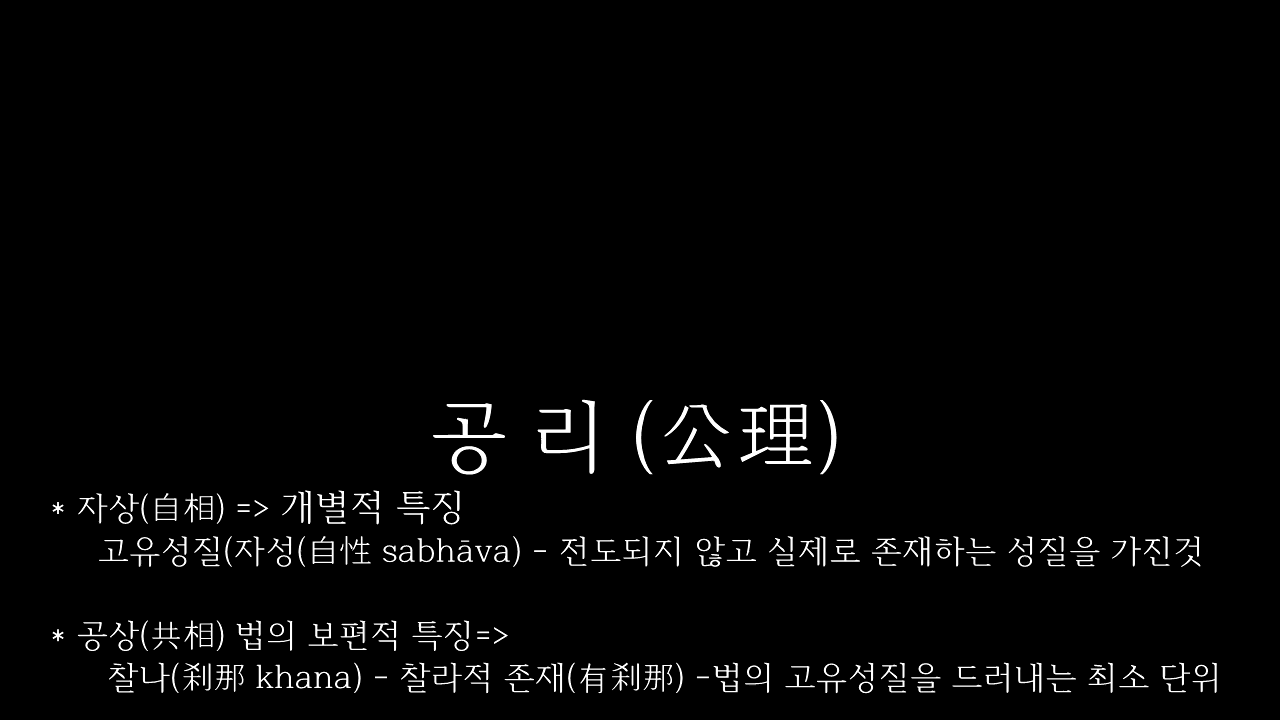 공 리 (公理)
* 자상(自相) => 개별적 특징
고유성질(자성(自性 sabhāva) - 전도되지 않고 실제로 존재하는 성질을 가진것
* 공상(共相) 법의 보편적 특징=>
찰나(刹那 khana) - 찰라적 존재(有刹那) -법의 고유성질을 드러내는 최소 단위